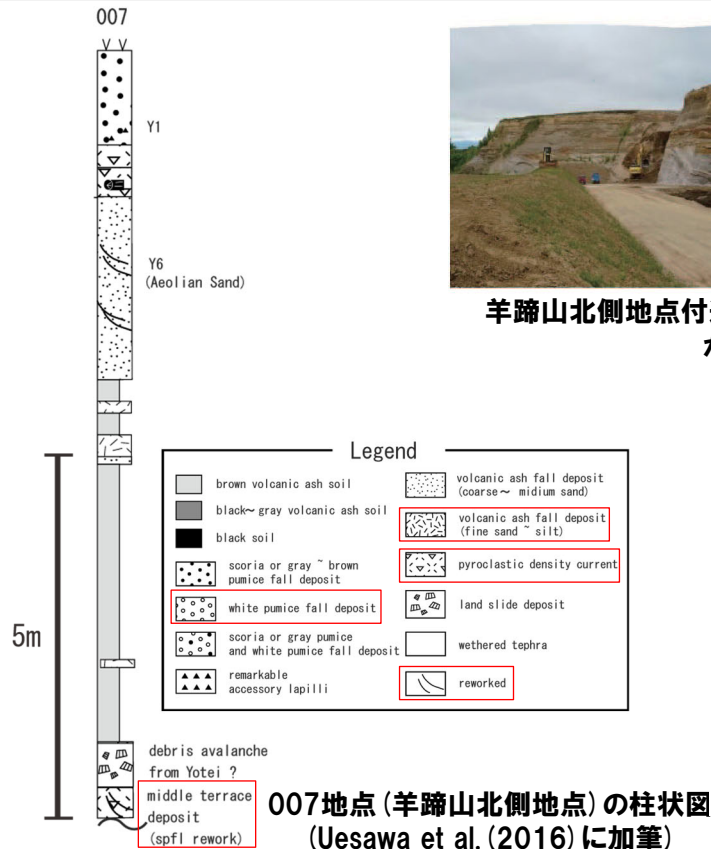 007
Y1
Y6
(Aeolian Sand)
羊蹄山北側地点付
Legend
brown volcanic ash soil
black~ gray volcanic ash soil
black soil
scoria or gray ~ brown
pumice fall deposit
white pumice fall deposit
scoria or gray pumice
and white pumice fall deposit
remarkable
accessory lapilli
volcanic ash fall deposit
(coarse~ midium sand)
volcanic ash fall deposit
(fine sand ~ silt)
pyroclastic density current
land slide deposit
wethered tephra
reworked
5m
debris avalanche
from Yotei ?
middle terrace
deposit
(spfl rework)
007地点(羊蹄山北側地点)の柱状図
(Uesawa et al.(2016)に加筆)